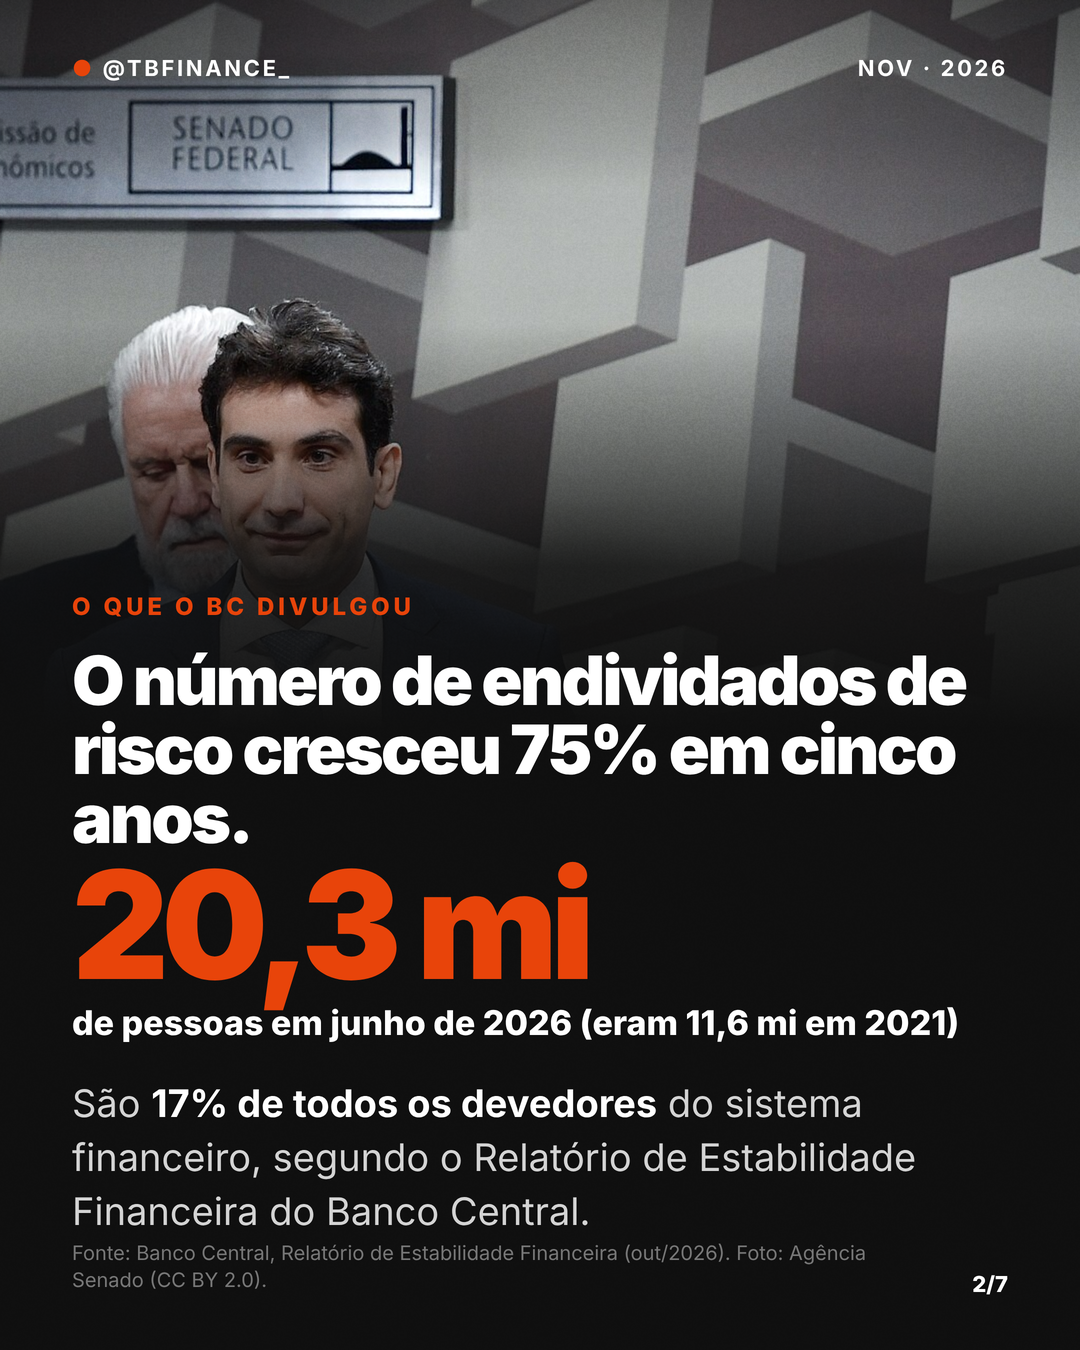 @TBFINANCE_
NOV · 2026
issão de
nômicos
SENADO
FEDERAL
O QUE O BC DIVULGOU
O número de endividados de
risco cresceu 75% em cinco
anos.
20,3 mi
de pessoas em junho de 2026 (eram 11,6 mi em 2021)
São 17% de todos os devedores do sistema
financeiro, segundo o Relatório de Estabilidade
Financeira do Banco Central.
Fonte: Banco Central, Relatório de Estabilidade Financeira (out/2026). Foto: Agência
Senado (CC BY 2.0).
2/7